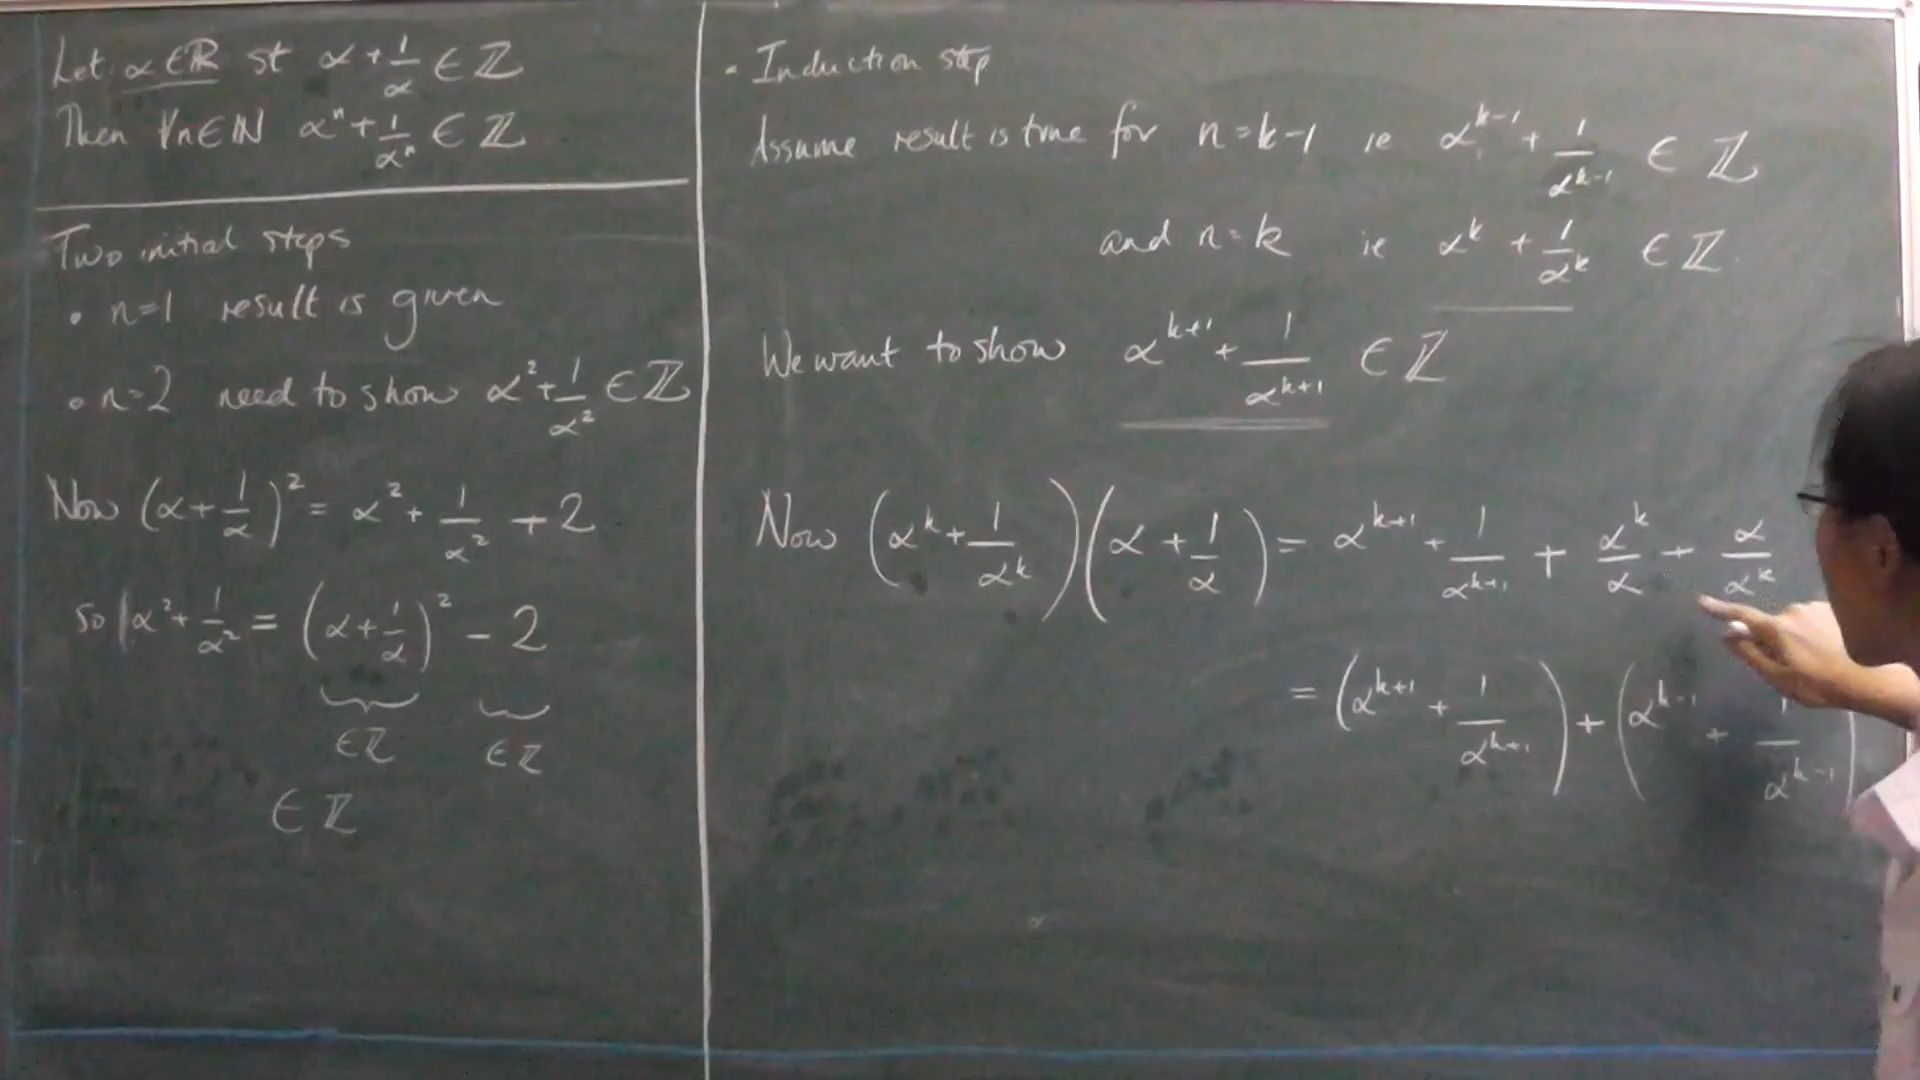 Let α∈ℝ st α + 1/α ∈ ℤ
Then ∀n∈ℕ αⁿ + 1/αⁿ ∈ ℤ
Two initial steps
• n=1 result is given
• n=2 need to show α² + 1/α² ∈ ℤ
Now (α + 1/α)² = α² + 1/α² + 2
so α² + 1/α² = (α + 1/α)² - 2
∈ℤ ∈ℤ
∈ ℤ
• Induction step
Assume result is true for n = k-1 ie α^(k-1) + 1/α^(k-1) ∈ ℤ
and n = k ie α^k + 1/α^k ∈ ℤ.
We want to show α^(k+1) + 1/α^(k+1) ∈ ℤ
Now (α^k + 1/α^k)(α + 1/α) = α^(k+1) + 1/α^(k+1) + α^k/α + α/α^k
= (α^(k+1) + 1/α^(k+1)) + (α^(k-1) + 1/α^(k-1))